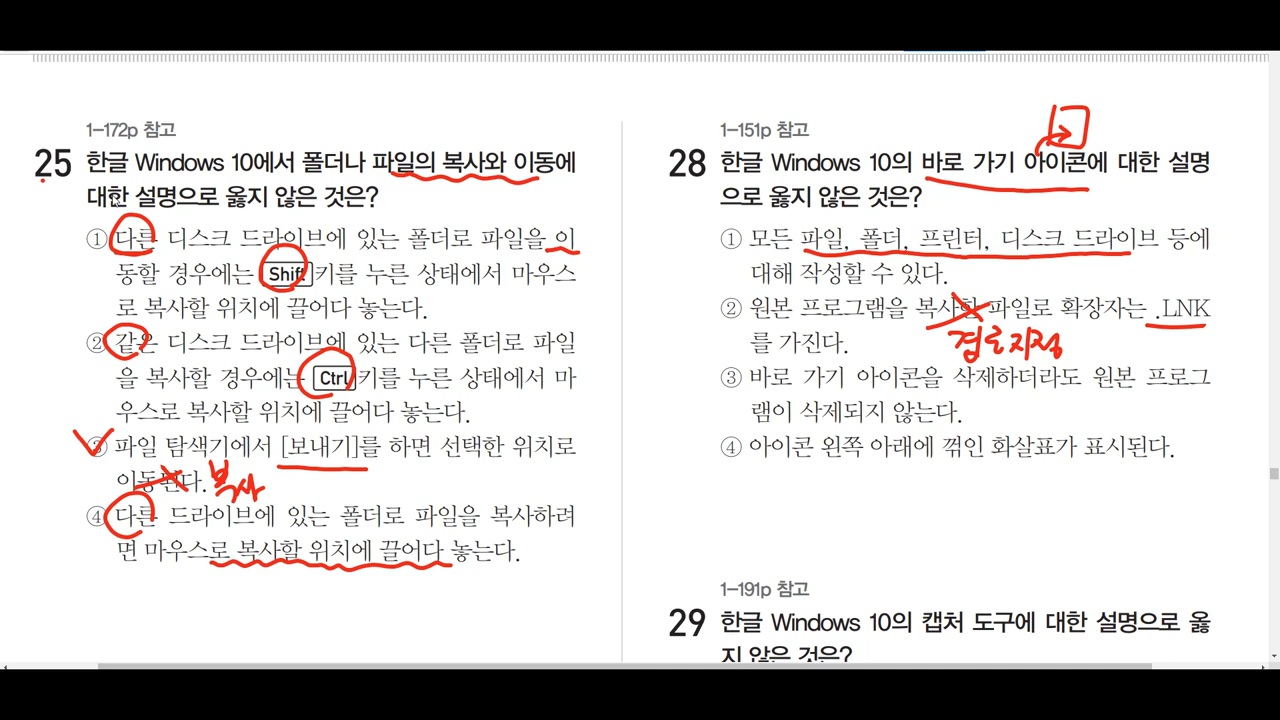 1-172p 참고
25 한글 Windows 10에서 폴더나 파일의 복사와 이동에
대한 설명으로 옳지 않은 것은?
① 다른 디스크 드라이브에 있는 폴더로 파일을 이
동할 경우에는 Shift 키를 누른 상태에서 마우스
로 복사할 위치에 끌어다 놓는다.
② 같은 디스크 드라이브에 있는 다른 폴더로 파일
을 복사할 경우에는 Ctrl 키를 누른 상태에서 마
우스로 복사할 위치에 끌어다 놓는다.
③ 파일 탐색기에서 [보내기]를 하면 선택한 위치로
이동된다. 복사
④ 다른 드라이브에 있는 폴더로 파일을 복사하려
면 마우스로 복사할 위치에 끌어다 놓는다.
1-151p 참고
28 한글 Windows 10의 바로 가기 아이콘에 대한 설명
으로 옳지 않은 것은?
① 모든 파일, 폴더, 프린터, 디스크 드라이브 등에
대해 작성할 수 있다.
② 원본 프로그램을 복사한 파일로 확장자는 .LNK
를 가진다. 경로지정
③ 바로 가기 아이콘을 삭제하더라도 원본 프로그
램이 삭제되지 않는다.
④ 아이콘 왼쪽 아래에 꺾인 화살표가 표시된다.
1-191p 참고
29 한글 Windows 10의 캡처 도구에 대한 설명으로 옳
지 않은 것은?